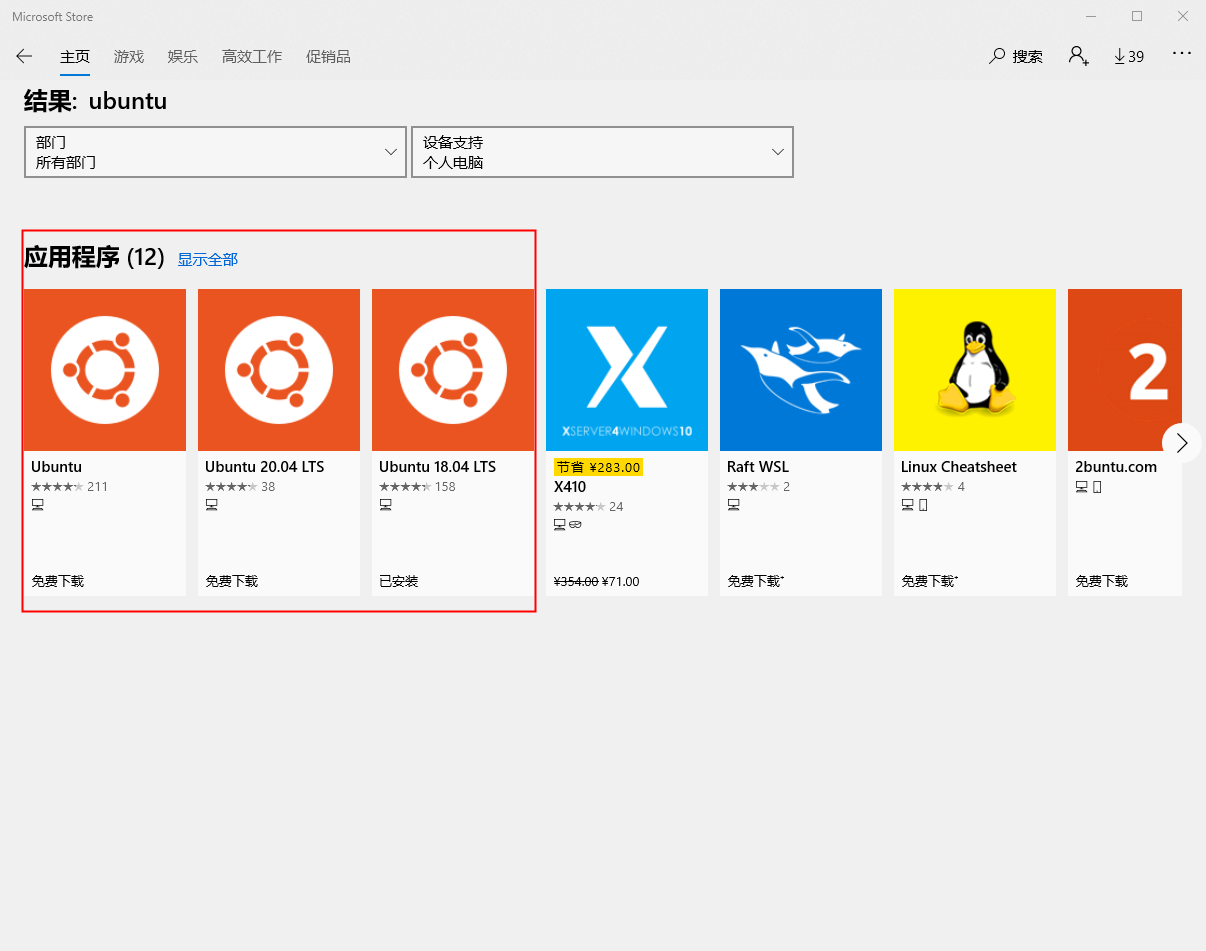 Microsoft Store
主页 游戏 娱乐 高效工作 促销品 搜索 39
结果: ubuntu
部门
所有部门
设备支持
个人电脑
应用程序 (12) 显示全部
Ubuntu
211
免费下载
Ubuntu 20.04 LTS
38
免费下载
Ubuntu 18.04 LTS
158
已安装
X
XSERVER4WINDOWS10
节省 ¥283.00
X410
24
¥354.00 ¥71.00
Raft WSL
2
免费下载+
Linux Cheatsheet
4
免费下载+
2
2buntu.com
免费下载